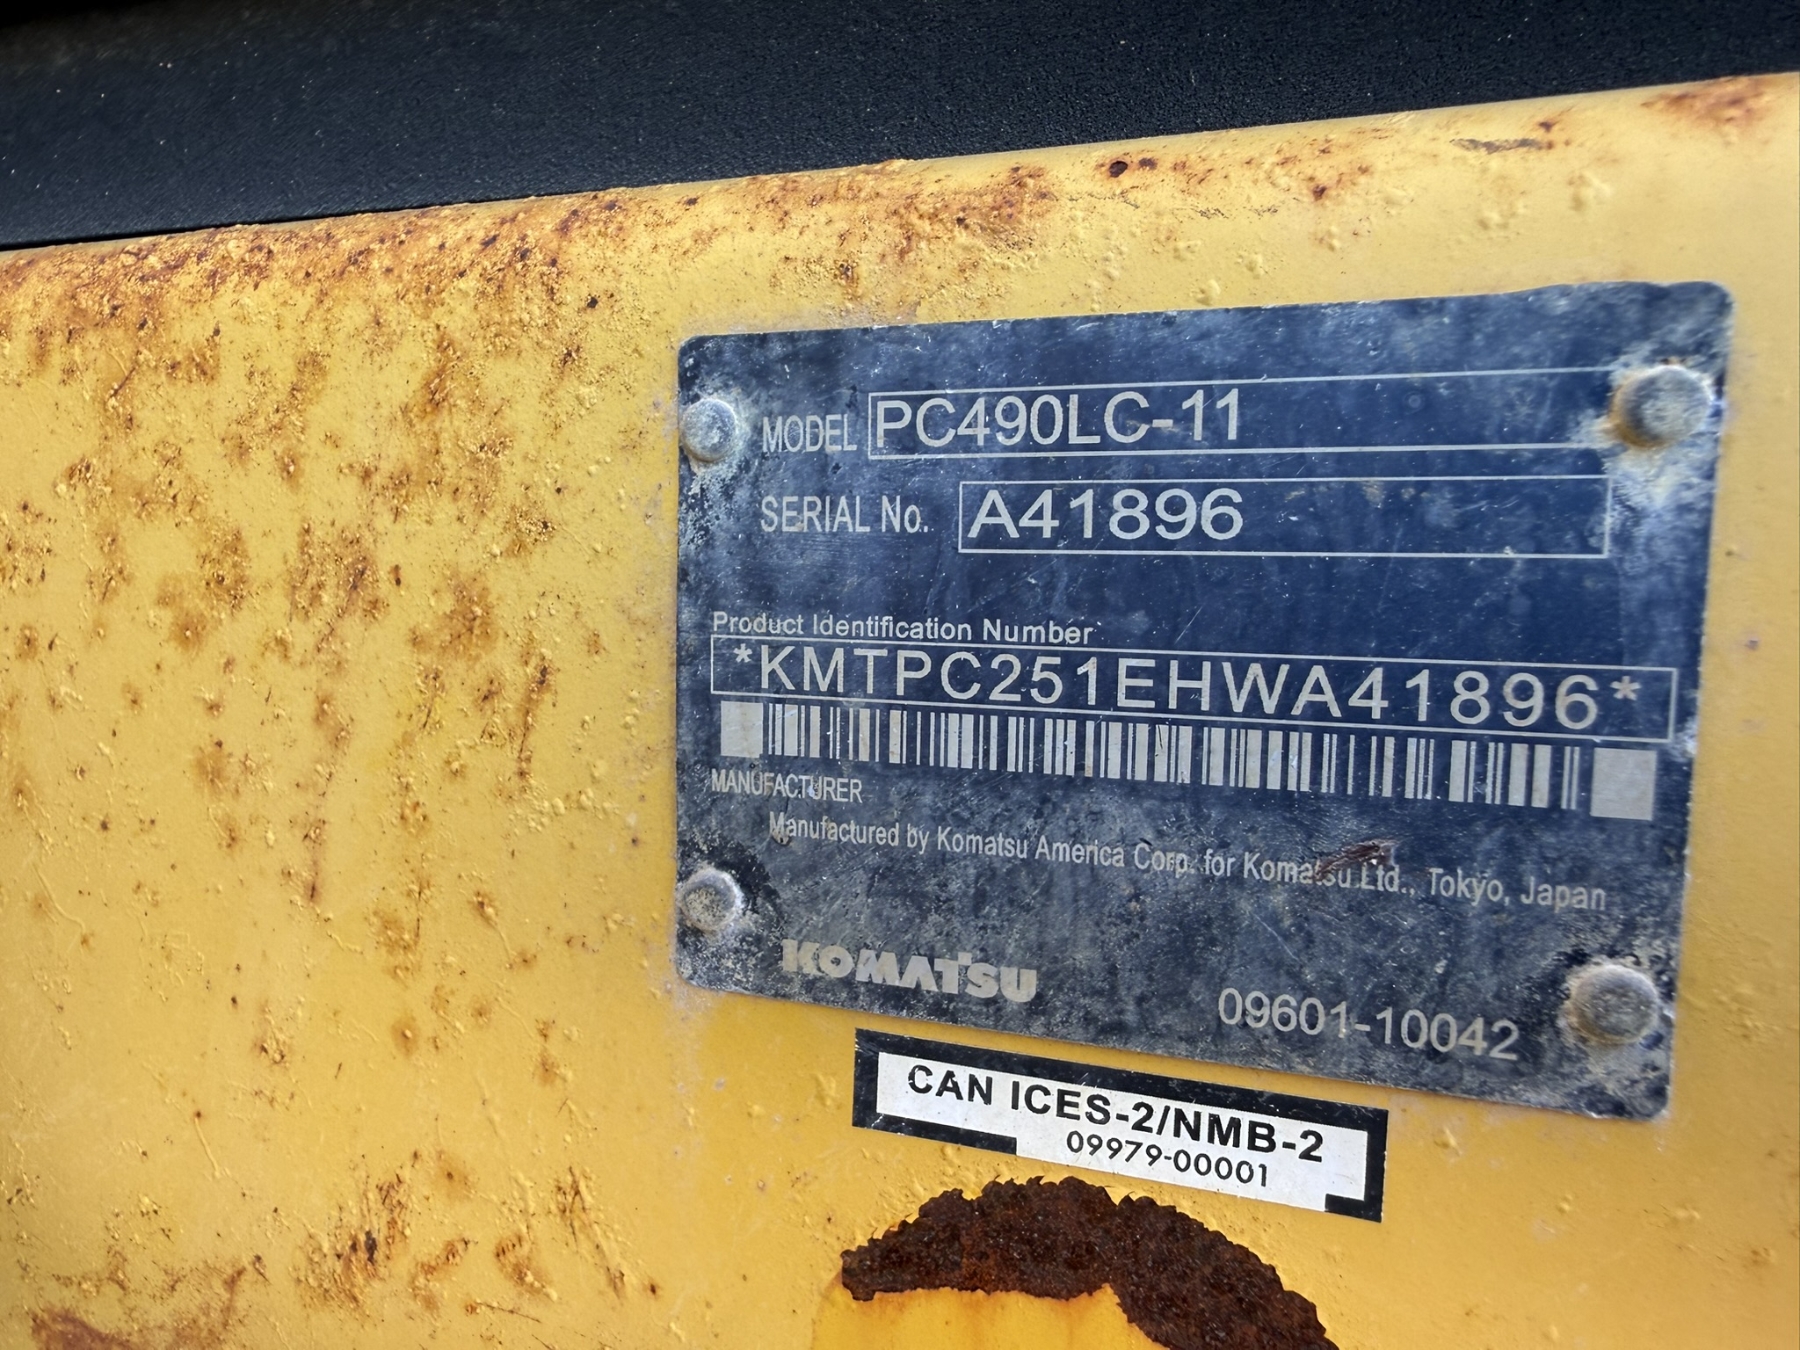 MODEL PC490LC-11
SERIAL No. A41896
Product Identification Number
*KMTPC251EHWA41896*
MANUFACTURER
Manufactured by Komatsu America Corp. for Komatsu Ltd., Tokyo, Japan
KOMATSU
09601-10042
CAN ICES-2/NMB-2
09979-00001